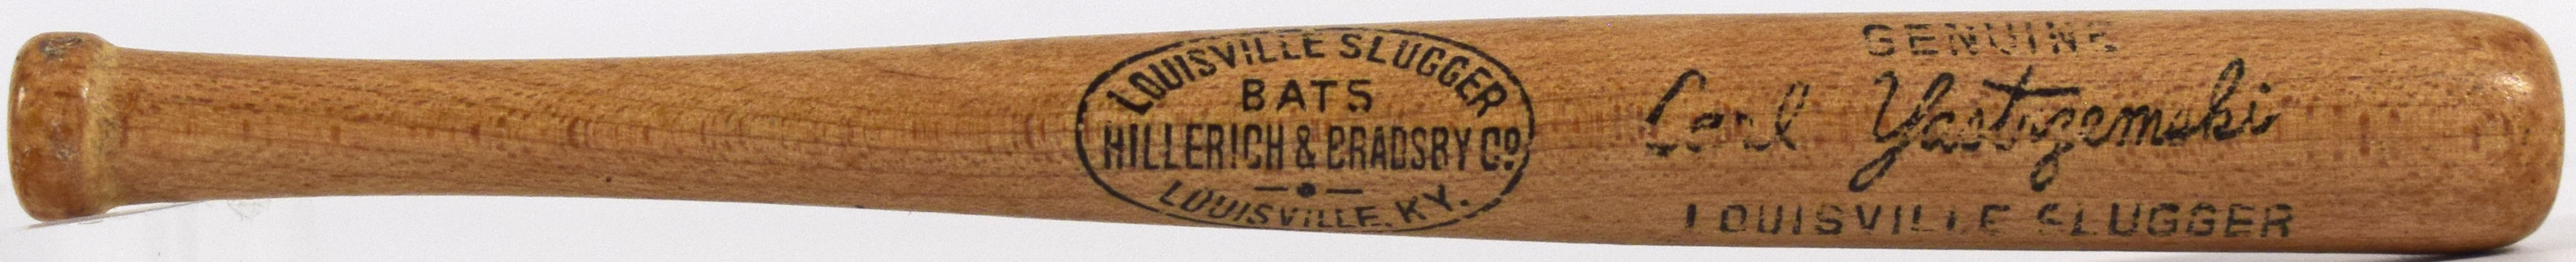 LOUISVILLE SLUGGER
BATS
HILLERICH & BRADSBY Co
LOUISVILLE, KY.
GENUINE
Carl Yastrzemski
LOUISVILLE SLUGGER